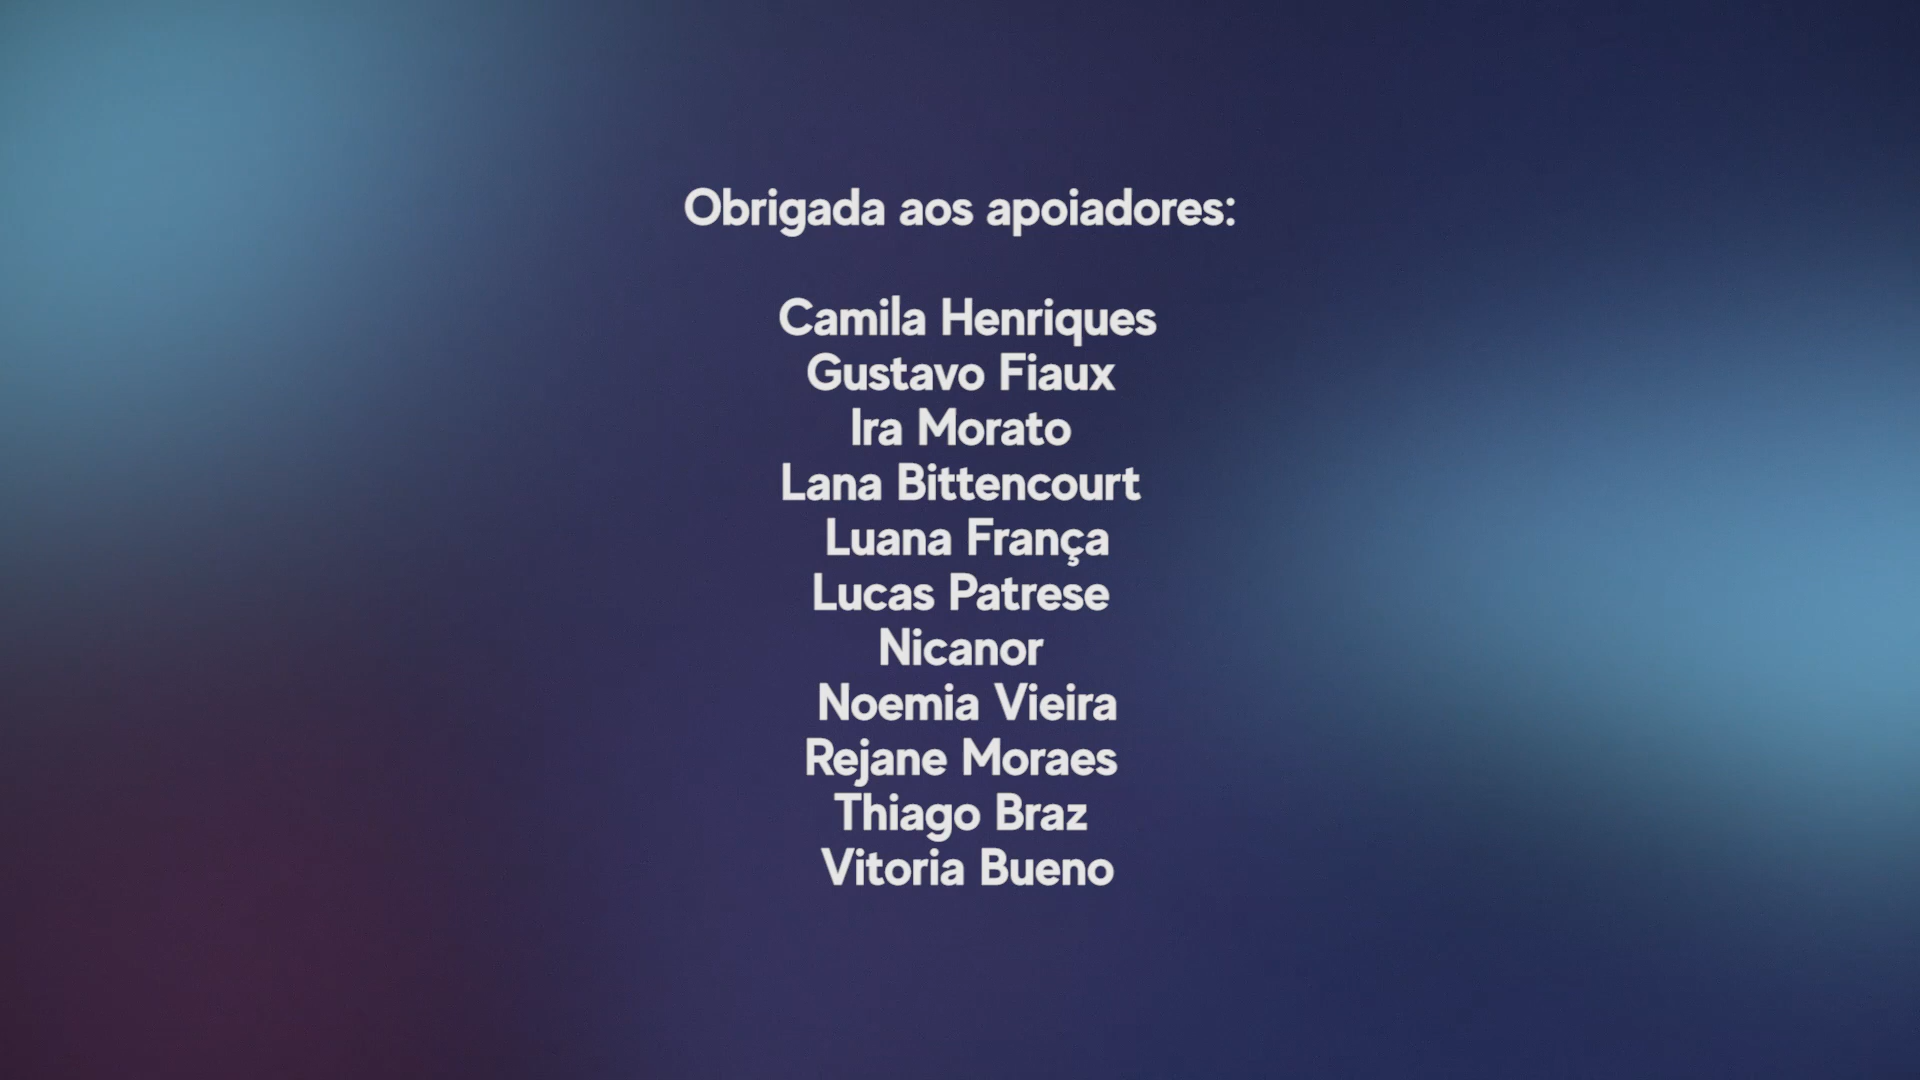 Obrigada aos apoiadores:
Camila Henriques
Gustavo Fiaux
Ira Morato
Lana Bittencourt
Luana França
Lucas Patrese
Nicanor
Noemia Vieira
Rejane Moraes
Thiago Braz
Vitoria Bueno